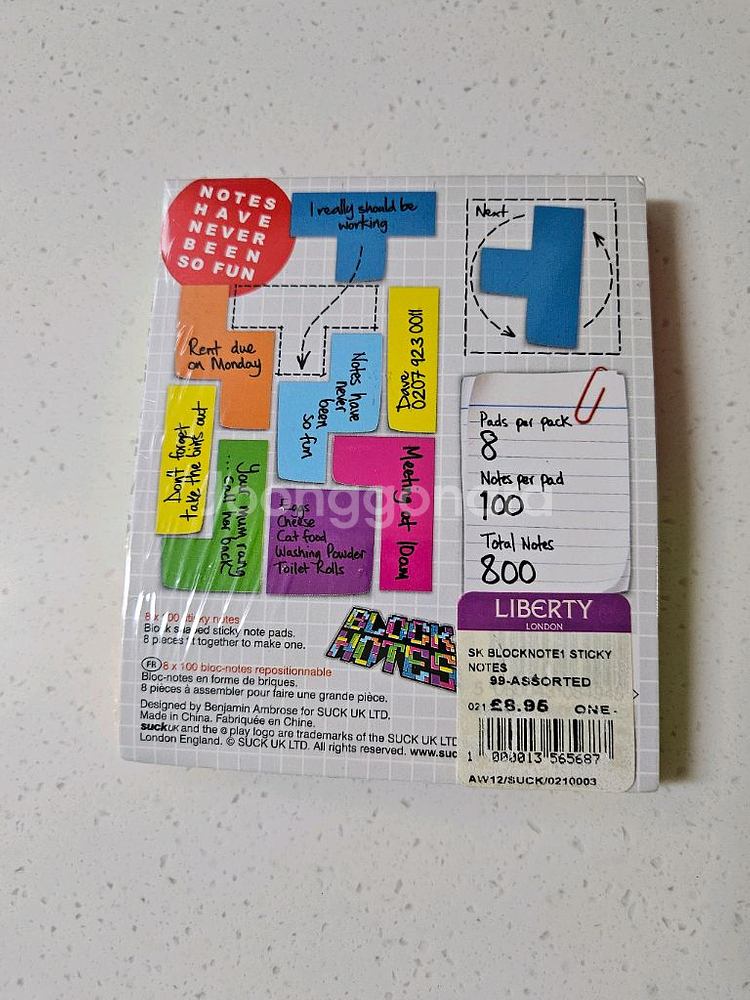 NOTES
HAVE
NEVER
BEEN
SO FUN
I really should be
working
Next
Rent due
on Monday
Notes have
never
been
so fun
Dave
0207 923 0011
Don't forget
take the bins out
Your mum rang
... call her back
Eggs
Cheese
Cat food
Washing Powder
Toilet Rolls
Meeting at 10am
Pads per pack
8
Notes per pad
100
Total Notes
800
8 x 100 sticky notes
Block shaped sticky note pads.
8 pieces fit together to make one.
BLOCK
NOTES
FR 8 x 100 bloc-notes repositionnable
Bloc-notes en forme de briques.
8 pièces à assembler pour faire une grande pièce.
Designed by Benjamin Ambrose for SUCK UK LTD.
Made in China. Fabriquée en Chine.
suckUK and the play logo are trademarks of the SUCK UK LTD
London England. © SUCK UK LTD. All rights reserved. www.suc
LIBERTY
LONDON
SK BLOCKNOTE1 STICKY
NOTES
99-ASSORTED
021 £8.95 ONE-
1 000013 565687
AW12/SUCK/0210003